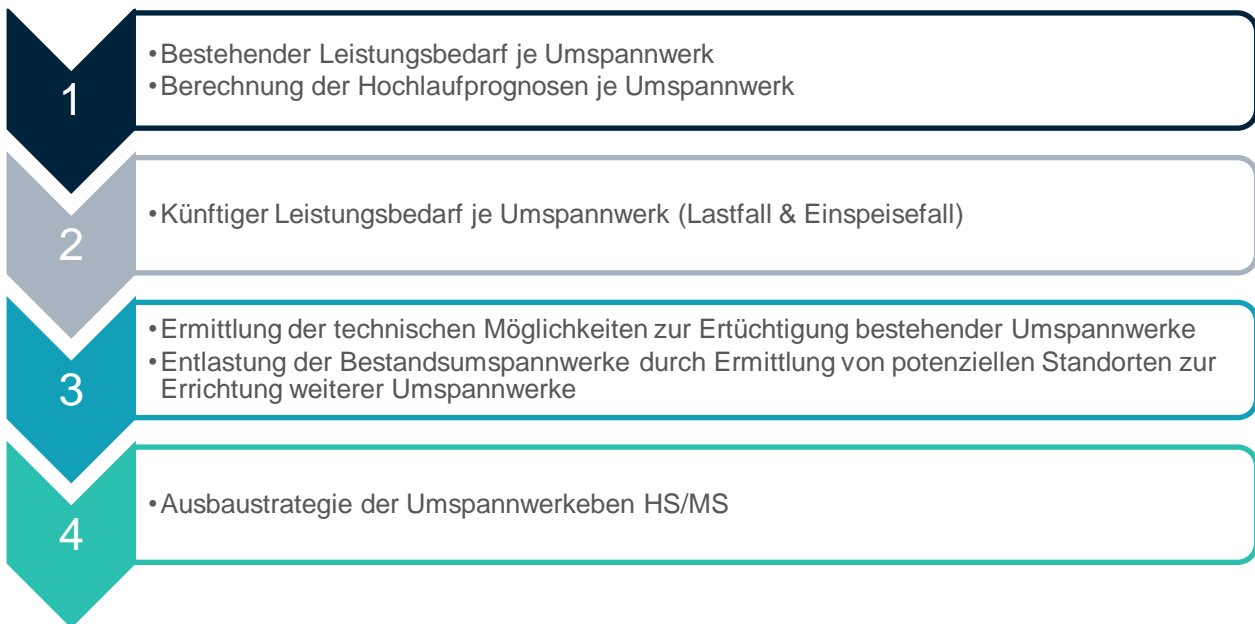 1
•Bestehender Leistungsbedarf je Umspannwerk
•Berechnung der Hochlaufprognosen je Umspannwerk
2
•Künftiger Leistungsbedarf je Umspannwerk (Lastfall & Einspeisefall)
3
•Ermittlung der technischen Möglichkeiten zur Ertüchtigung bestehender Umspannwerke
•Entlastung der Bestandsumspannwerke durch Ermittlung von potenziellen Standorten zur
Errichtung weiterer Umspannwerke
4
•Ausbaustrategie der Umspannwerkeben HS/MS